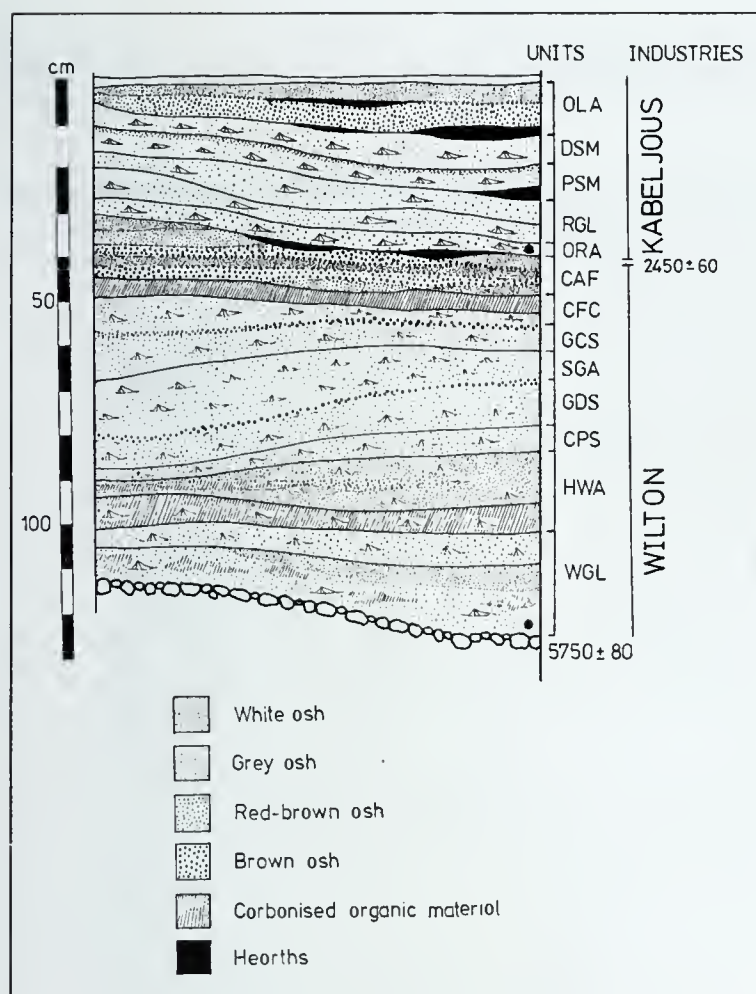 UNITS INDUSTRIES
cm
OLA
DSM
PSM
RGL
ORA
KABELJOUS
2450±60
CAF
50
CFC
GCS
SGA
GDS
CPS
HWA
100
WGL
WILTON
5750±80
White osh
Grey osh
Red-brown osh
Brown osh
Corbonised organic moteriol
Heorths